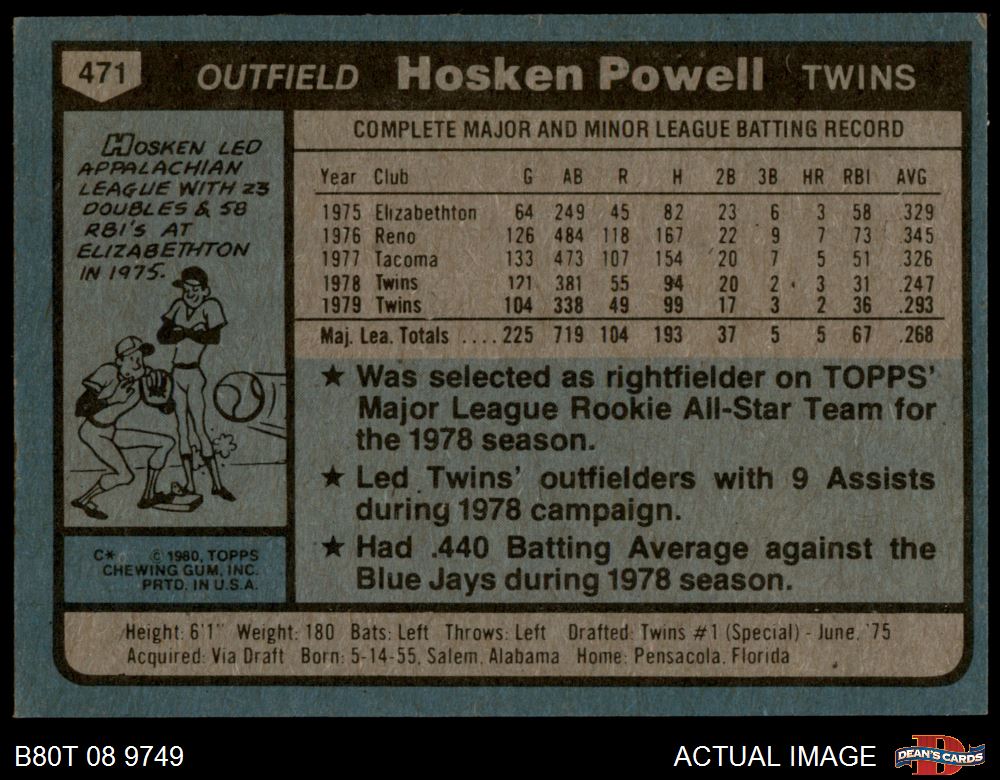 471 OUTFIELD Hosken Powell TWINS
HOSKEN LED
APPALACHIAN
LEAGUE WITH 23
DOUBLES & 58
RBI'S AT
ELIZABETHTON
IN 1975.
C* © 1980, TOPPS
CHEWING GUM, INC.
PRTD. IN U.S.A.
COMPLETE MAJOR AND MINOR LEAGUE BATTING RECORD
Year Club G AB R H 2B 3B HR RBI AVG
1975 Elizabethton 64 249 45 82 23 6 3 58 .329
1976 Reno 126 484 118 167 22 9 7 73 .345
1977 Tacoma 133 473 107 154 20 7 5 51 .326
1978 Twins 121 381 55 94 20 2 3 31 .247
1979 Twins 104 338 49 99 17 3 2 36 .293
Maj. Lea. Totals .... 225 719 104 193 37 5 5 67 .268
★ Was selected as rightfielder on TOPPS'
Major League Rookie All-Star Team for
the 1978 season.
★ Led Twins' outfielders with 9 Assists
during 1978 campaign.
★ Had .440 Batting Average against the
Blue Jays during 1978 season.
Height: 6'1" Weight: 180 Bats: Left Throws: Left Drafted: Twins #1 (Special) - June, '75
Acquired: Via Draft Born: 5-14-55, Salem, Alabama Home: Pensacola, Florida
B80T 08 9749 ACTUAL IMAGE DEAN'S CARDS